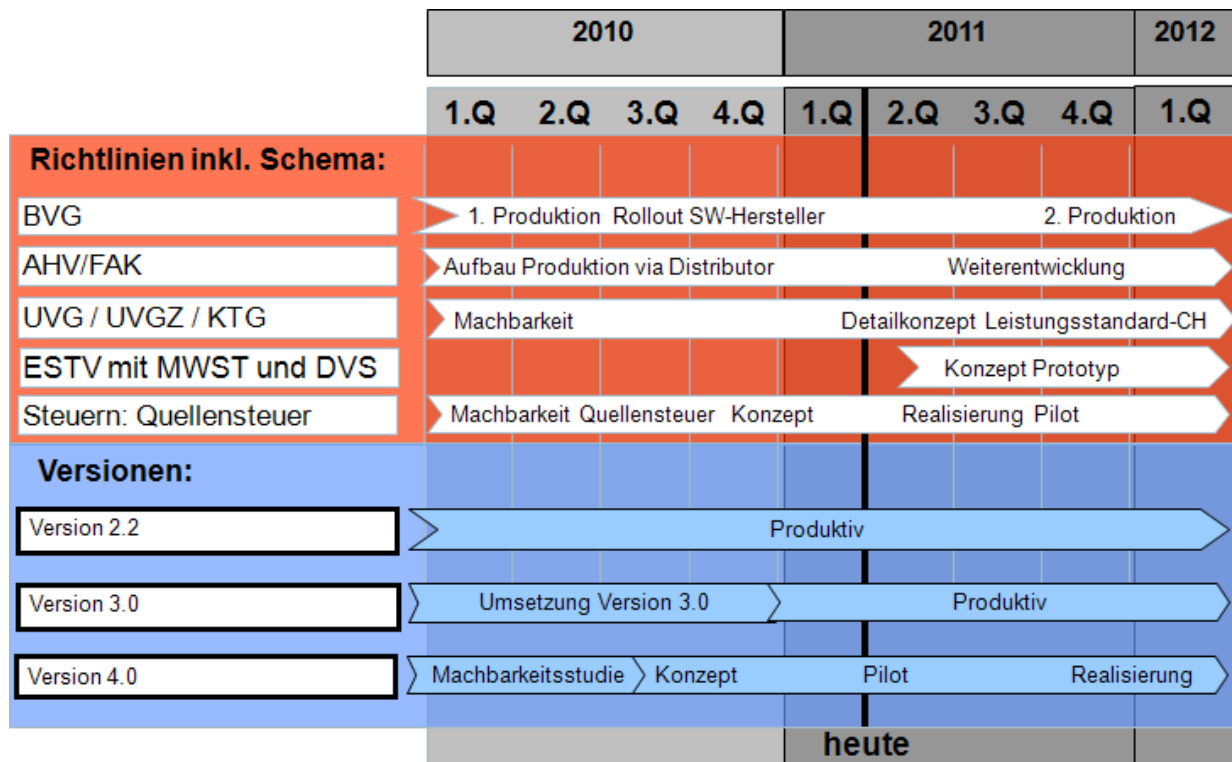 2010 2011 2012
1.Q 2.Q 3.Q 4.Q 1.Q 2.Q 3.Q 4.Q 1.Q
Richtlinien inkl. Schema:
BVG 1. Produktion Rollout SW-Hersteller 2. Produktion
AHV/FAK Aufbau Produktion via Distributor Weiterentwicklung
UVG / UVGZ / KTG Machbarkeit Detailkonzept Leistungsstandard-CH
ESTV mit MWST und DVS Konzept Prototyp
Steuern: Quellensteuer Machbarkeit Quellensteuer Konzept Realisierung Pilot
Versionen:
Version 2.2 Produktiv
Version 3.0 Umsetzung Version 3.0 Produktiv
Version 4.0 Machbarkeitsstudie Konzept Pilot Realisierung
heute